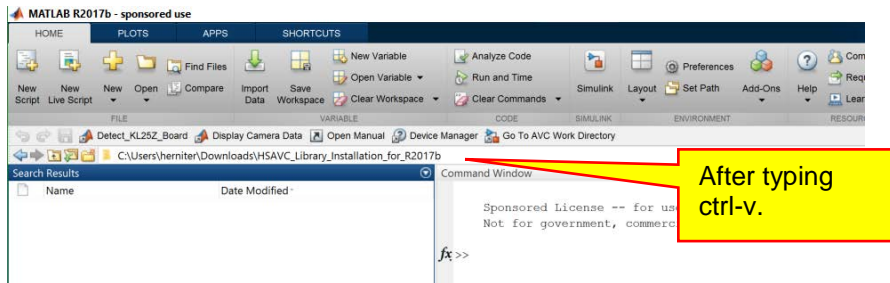 MATLAB R2017b - sponsored use
HOME PLOTS APPS SHORTCUTS
New Script
New Live Script
New
Open
Find Files
Compare
Import Data
Save Workspace
New Variable
Open Variable
Clear Workspace
Analyze Code
Run and Time
Clear Commands
Simulink
Layout
Preferences
Set Path
Add-Ons
Help
FILE VARIABLE CODE SIMULINK ENVIRONMENT
Detect_KL25Z_Board Display Camera Data Open Manual Device Manager Go To AVC Work Directory
C:\Users\herniter\Downloads\HSAVC_Library_Installation_for_R2017b
Search Results
Name Date Modified
Command Window
Sponsored License -- for
Not for government,
fx >>
After typing
ctrl-v.